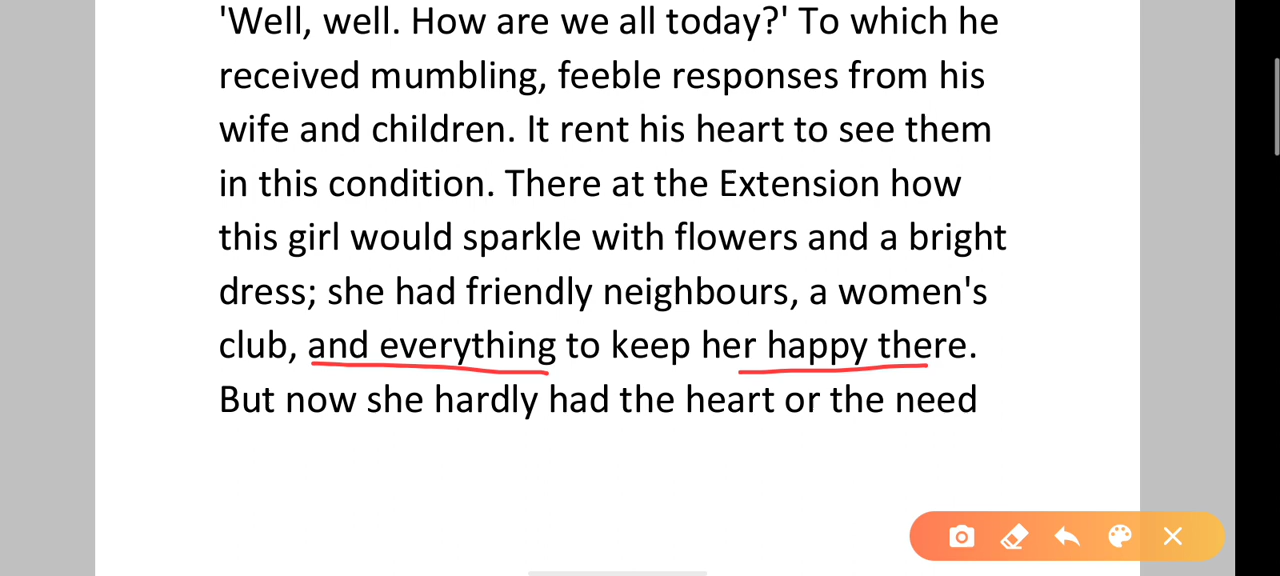 'Well, well. How are we all today?' To which he
received mumbling, feeble responses from his
wife and children. It rent his heart to see them
in this condition. There at the Extension how
this girl would sparkle with flowers and a bright
dress; she had friendly neighbours, a women's
club, and everything to keep her happy there.
But now she hardly had the heart or the need